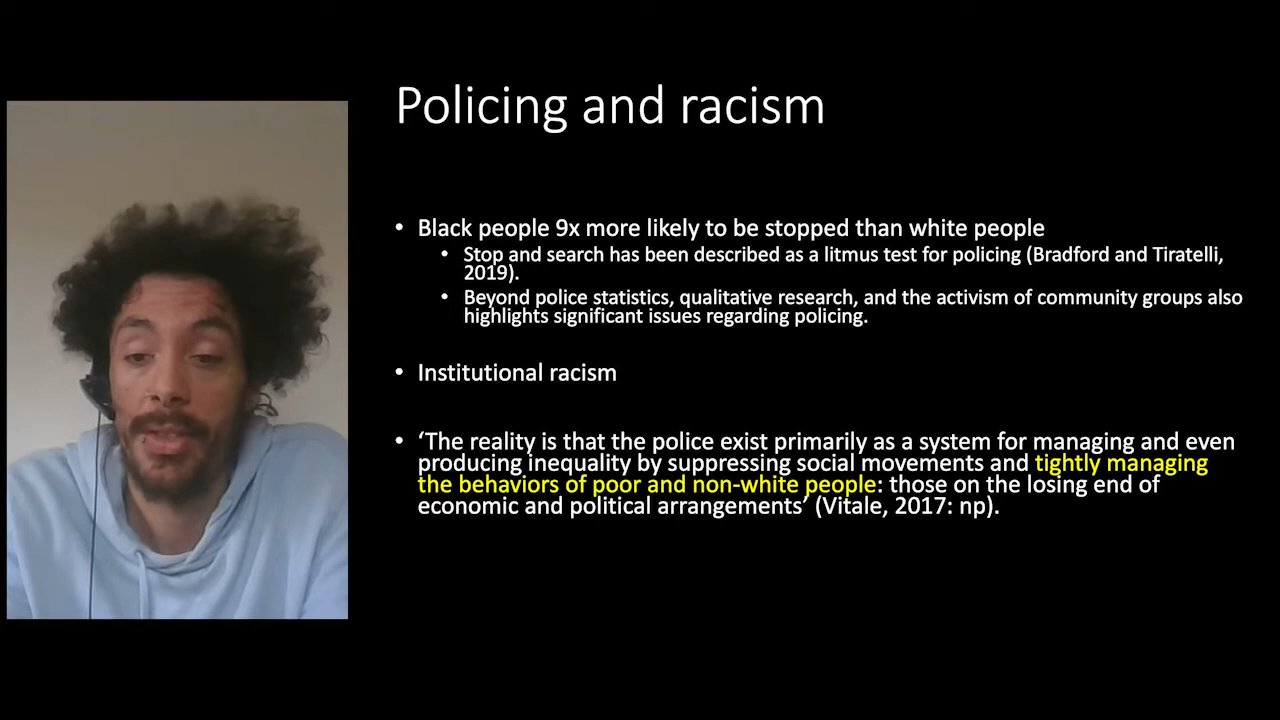 Policing and racism
• Black people 9x more likely to be stopped than white people
• Stop and search has been described as a litmus test for policing (Bradford and Tiratelli,
2019).
• Beyond police statistics, qualitative research, and the activism of community groups also
highlights significant issues regarding policing.
• Institutional racism
• ‘The reality is that the police exist primarily as a system for managing and even
producing inequality by suppressing social movements and tightly managing
the behaviors of poor and non-white people: those on the losing end of
economic and political arrangements’ (Vitale, 2017: np).